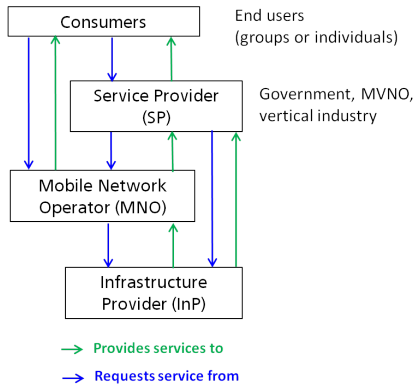 Consumers
End users
(groups or individuals)
Service Provider
(SP)
Government, MVNO,
vertical industry
Mobile Network
Operator (MNO)
Infrastructure
Provider (InP)
Provides services to
Requests service from